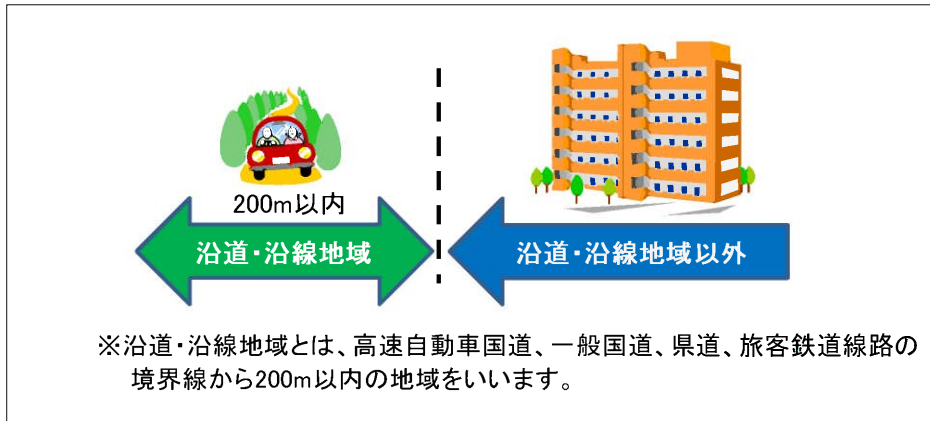 200m以内
沿道・沿線地域
沿道・沿線地域以外
※沿道・沿線地域とは、高速自動車国道、一般国道、県道、旅客鉄道線路の
境界線から200m以内の地域をいいます。